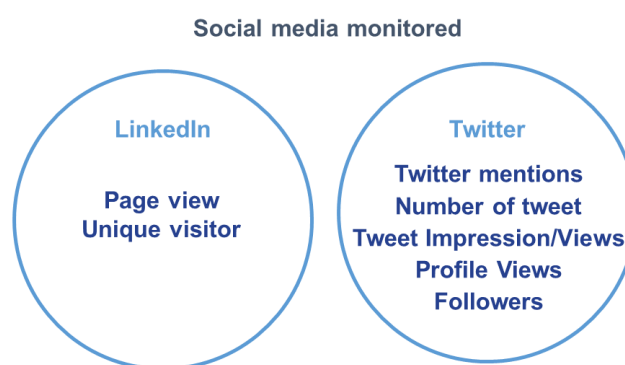 Social media monitored
LinkedIn
Page view
Unique visitor
Twitter
Twitter mentions
Number of tweet
Tweet Impression/Views
Profile Views
Followers